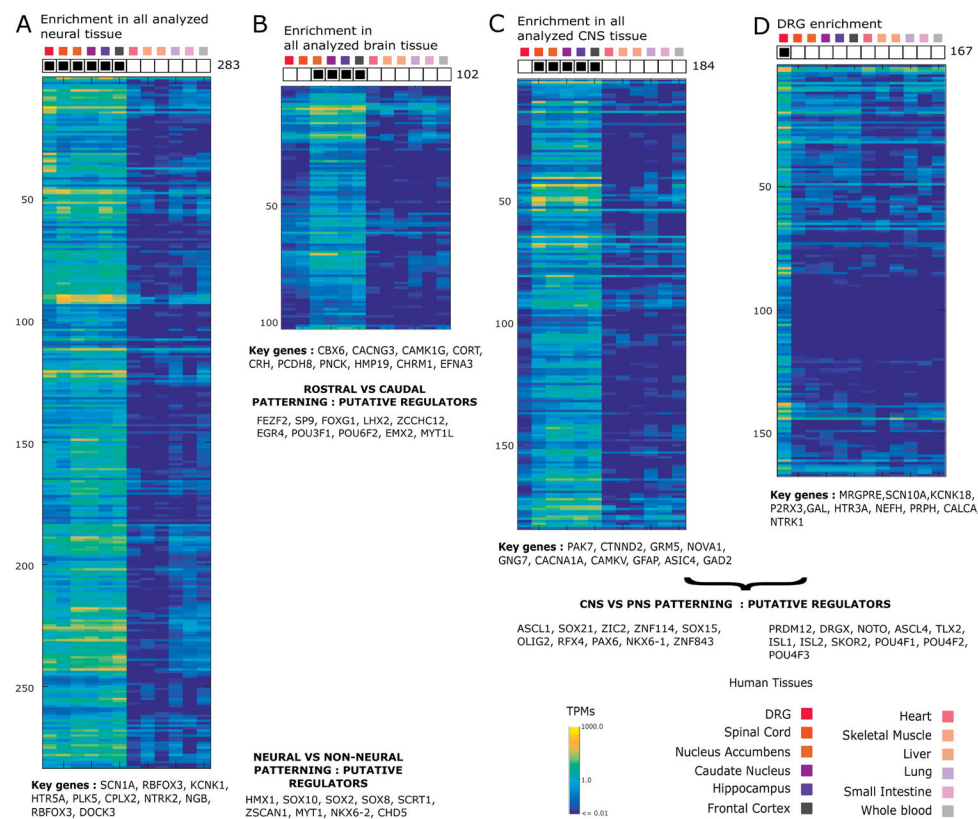 A
Enrichment in all analyzed
neural tissue
283
50
100
150
200
250
Key genes : SCN1A, RBFOX3, KCNK1,
HTR5A, PLK5, CPLX2, NTRK2, NGB,
RBFOX3, DOCK3
B
Enrichment in
all analyzed brain tissue
102
50
100
Key genes : CBX6, CACNG3, CAMK1G, CORT,
CRH, PCDH8, PNCK, HMP19, CHRM1, EFNA3
ROSTRAL VS CAUDAL
PATTERNING : PUTATIVE REGULATORS
FEZF2, SP9, FOXG1, LHX2, ZCCHC12,
EGR4, POU3F1, POU6F2, EMX2, MYT1L
NEURAL VS NON-NEURAL
PATTERNING : PUTATIVE
REGULATORS
HMX1, SOX10, SOX2, SOX8, SCRT1,
ZSCAN1, MYT1, NKX6-2, CHD5
C
Enrichment in all
analyzed CNS tissue
184
50
100
150
Key genes : PAK7, CTNND2, GRM5, NOVA1,
GNG7, CACNA1A, CAMKV, GFAP, ASIC4, GAD2
D
DRG enrichment
167
50
100
150
Key genes : MRGPRE,SCN10A,KCNK18,
P2RX3,GAL, HTR3A, NEFH, PRPH, CALCA,
NTRK1
CNS VS PNS PATTERNING : PUTATIVE REGULATORS
ASCL1, SOX21, ZIC2, ZNF114, SOX15,
OLIG2, RFX4, PAX6, NKX6-1, ZNF843
PRDM12, DRGX, NOTO, ASCL4, TLX2,
ISL1, ISL2, SKOR2, POU4F1, POU4F2,
POU4F3
TPMs
1000.0
1.0
<= 0.01
Human Tissues
DRG
Spinal Cord
Nucleus Accumbens
Caudate Nucleus
Hippocampus
Frontal Cortex
Heart
Skeletal Muscle
Liver
Lung
Small Intestine
Whole blood